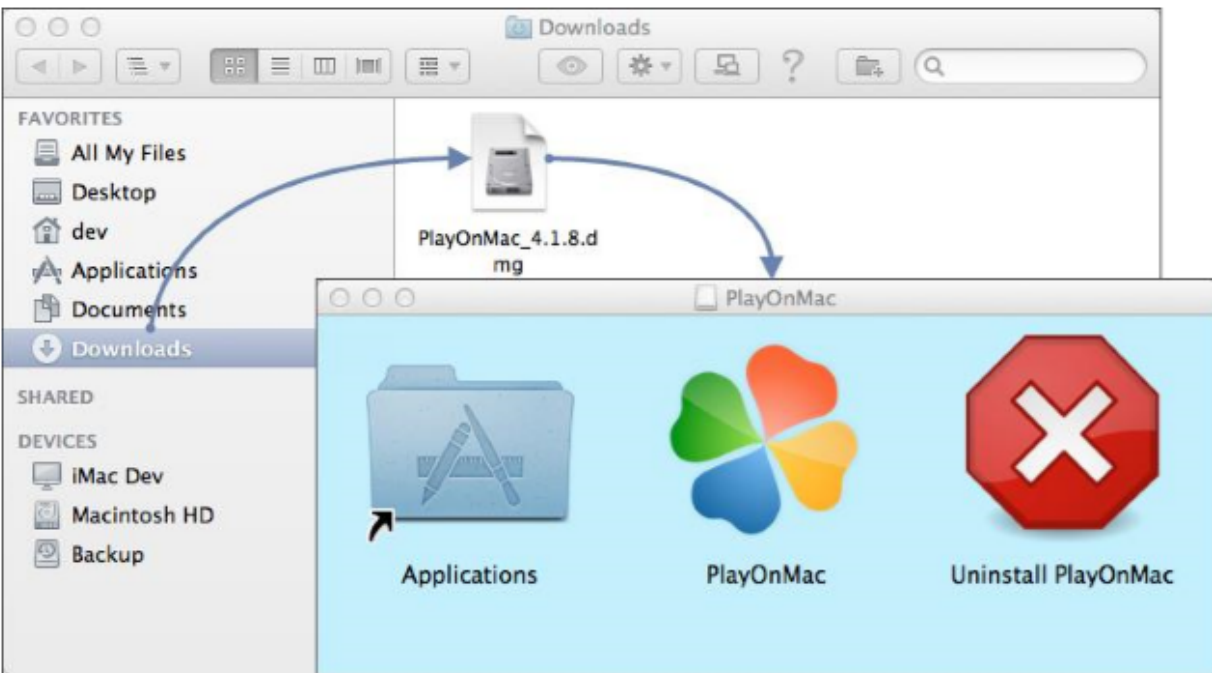 Downloads
FAVORITES
All My Files
Desktop
dev
Applications
Documents
Downloads
SHARED
DEVICES
iMac Dev
Macintosh HD
Backup
PlayOnMac_4.1.8.d
mg
PlayOnMac
Applications
PlayOnMac
Uninstall PlayOnMac